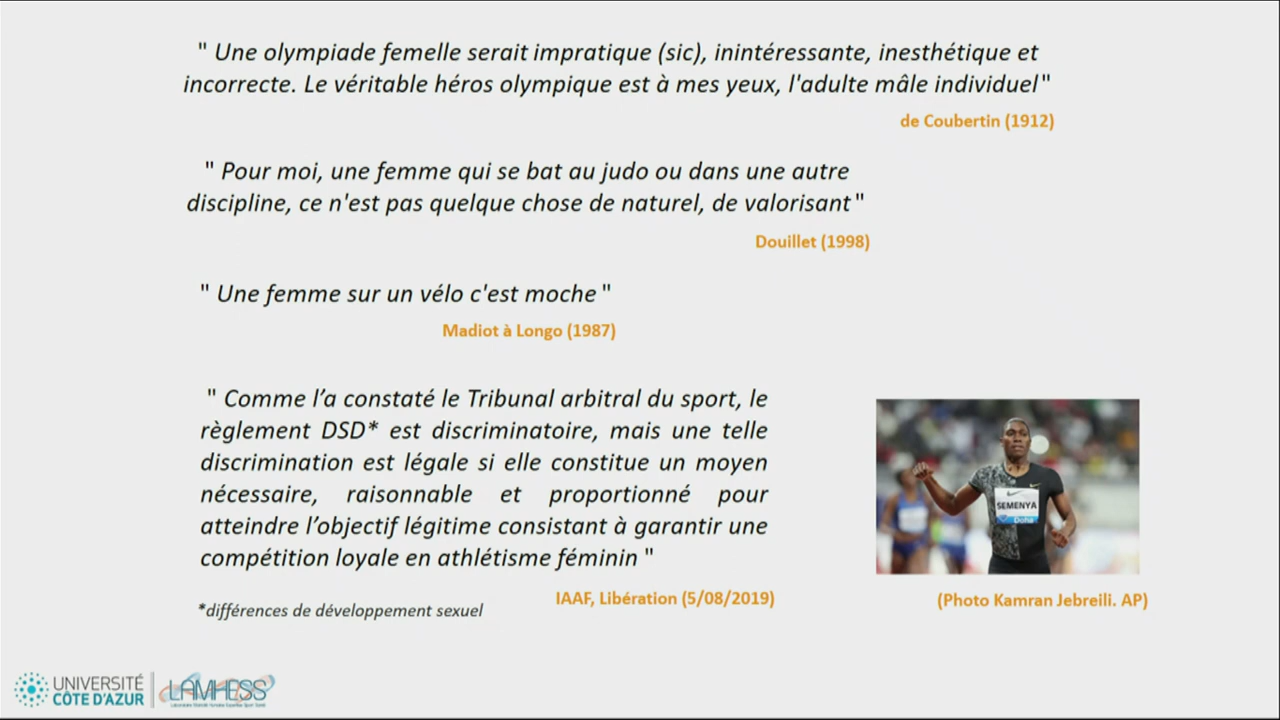 " Une olympiade femelle serait impratique (sic), inintéressante, inesthétique et
incorrecte. Le véritable héros olympique est à mes yeux, l'adulte mâle individuel"
de Coubertin (1912)
" Pour moi, une femme qui se bat au judo ou dans une autre
discipline, ce n'est pas quelque chose de naturel, de valorisant"
Douillet (1998)
" Une femme sur un vélo c'est moche"
Madiot à Longo (1987)
" Comme l’a constaté le Tribunal arbitral du sport, le
règlement DSD* est discriminatoire, mais une telle
discrimination est légale si elle constitue un moyen
nécessaire, raisonnable et proportionné pour
atteindre l’objectif légitime consistant à garantir une
compétition loyale en athlétisme féminin "
IAAF, Libération (5/08/2019)
*différences de développement sexuel
SEMENYA
Doha
(Photo Kamran Jebreili. AP)
UNIVERSITÉ
CÔTE D'AZUR
LAMHESS